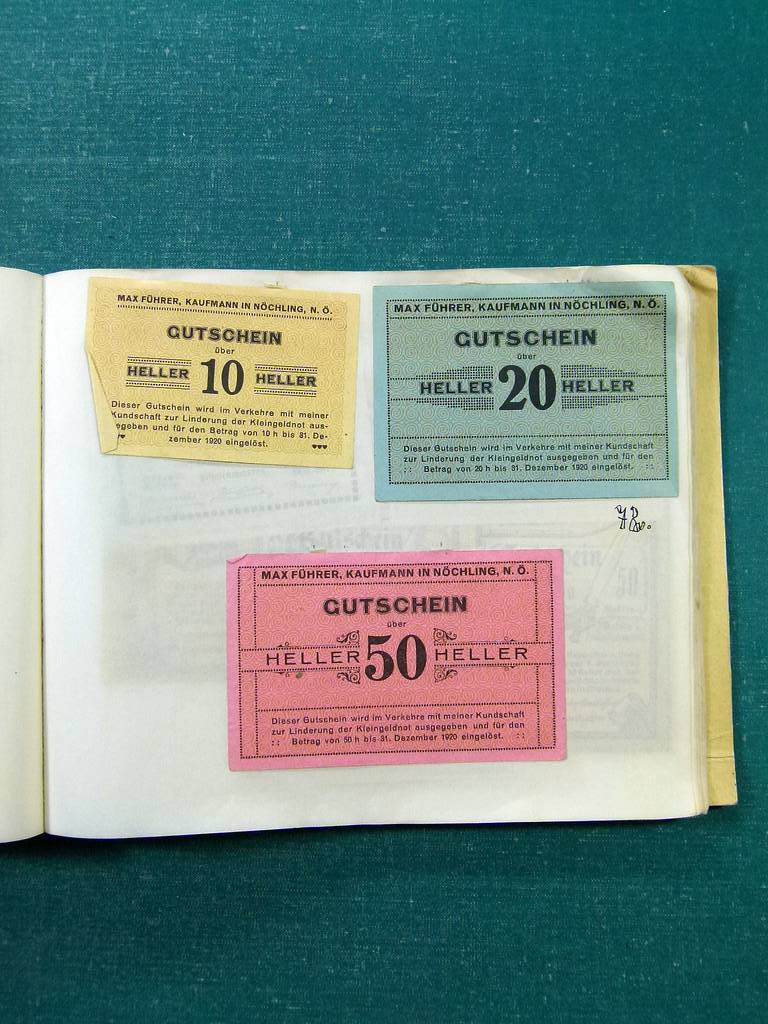 MAX FÜHRER, KAUFMANN IN NÖCHLING, N. Ö.
GUTSCHEIN
über
HELLER 10 HELLER
Dieser Gutschein wird im Verkehre mit meiner
Kundschaft zur Linderung der Kleingeldnot aus-
gegeben und für den Betrag von 10 h bis 31. De-
zember 1920 eingelöst.
MAX FÜHRER, KAUFMANN IN NÖCHLING, N. Ö.
GUTSCHEIN
über
HELLER 20 HELLER
Dieser Gutschein wird im Verkehre mit meiner Kundschaft
zur Linderung der Kleingeldnot ausgegeben und für den
:: Betrag von 20 h bis 31. Dezember 1920 eingelöst. ::
MAX FÜHRER, KAUFMANN IN NÖCHLING, N. Ö.
GUTSCHEIN
über
HELLER 50 HELLER
Dieser Gutschein wird im Verkehre mit meiner Kundschaft
zur Linderung der Kleingeldnot ausgegeben und für den
:: Betrag von 50 h bis 31. Dezember 1920 eingelöst. ::